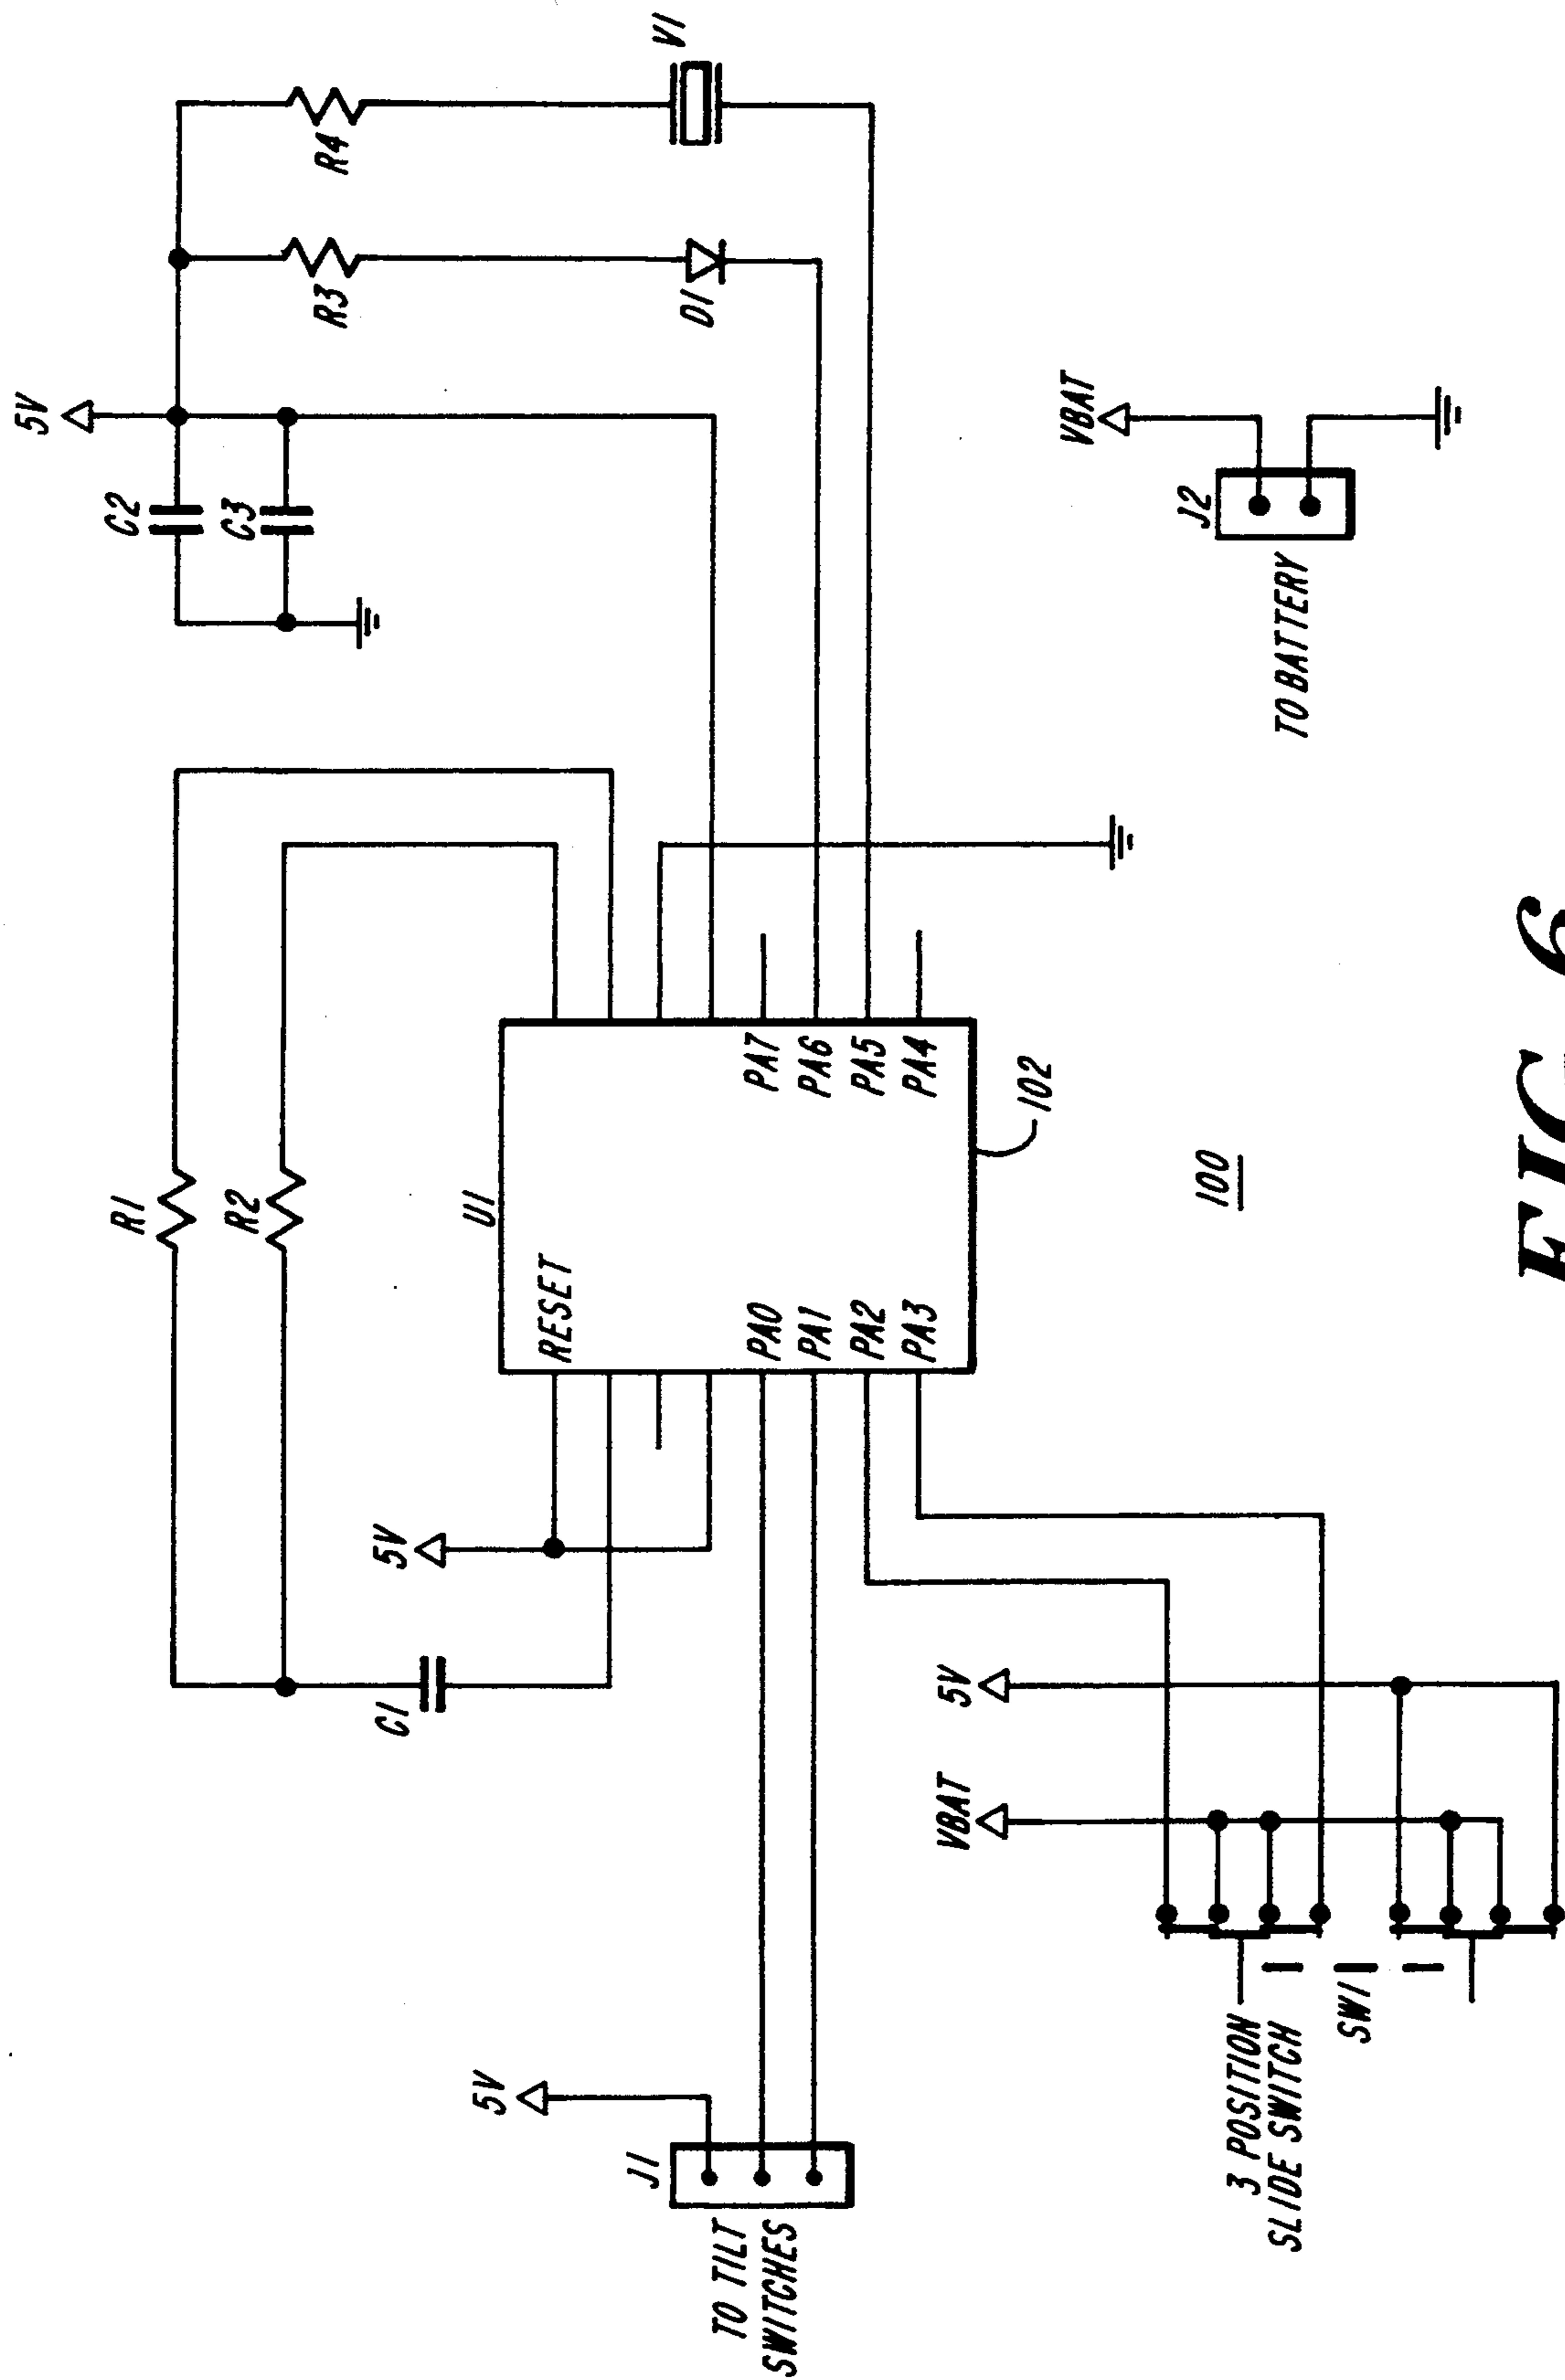 5V
C2
C3
R3
R4
D1
V1
R1
R2
U1
RESET
PA0
PA1
PA2
PA3
PA7
PA6
PA5
PA4
102
5V
C1
5V
J1
TO TILT
SWITCHES
VBAT
5V
3 POSITION
SLIDE SWITCH
SW1
VBAT
J2
TO BATTERY
100
FIG. 6